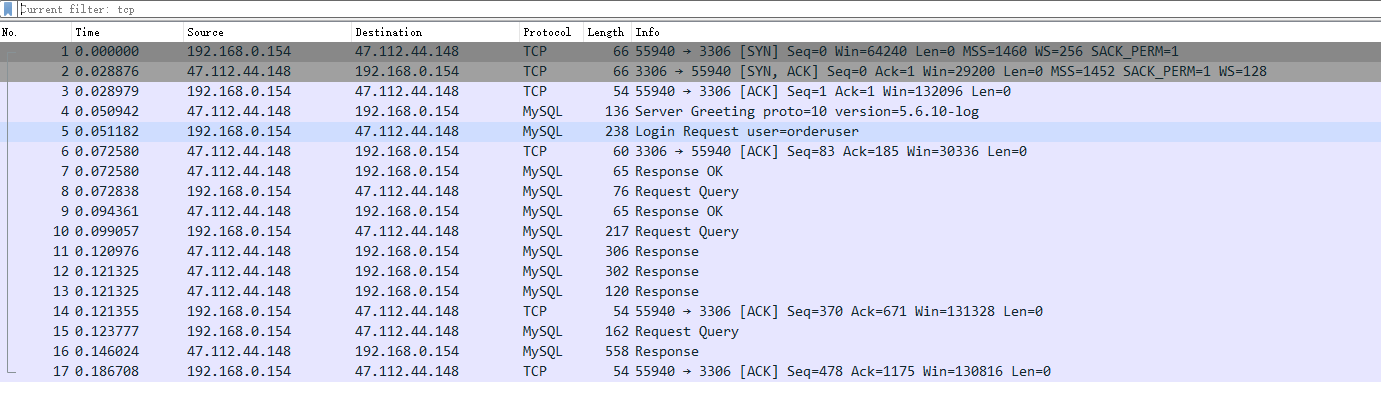 Current filter: tcp
No. Time Source Destination Protocol Length Info
1 0.000000 192.168.0.154 47.112.44.148 TCP 66 55940 → 3306 [SYN] Seq=0 Win=64240 Len=0 MSS=1460 WS=256 SACK_PERM=1
2 0.028876 47.112.44.148 192.168.0.154 TCP 66 3306 → 55940 [SYN, ACK] Seq=0 Ack=1 Win=29200 Len=0 MSS=1452 SACK_PERM=1 WS=128
3 0.028979 192.168.0.154 47.112.44.148 TCP 54 55940 → 3306 [ACK] Seq=1 Ack=1 Win=132096 Len=0
4 0.050942 47.112.44.148 192.168.0.154 MySQL 136 Server Greeting proto=10 version=5.6.10-log
5 0.051182 192.168.0.154 47.112.44.148 MySQL 238 Login Request user=orderuser
6 0.072580 47.112.44.148 192.168.0.154 TCP 60 3306 → 55940 [ACK] Seq=83 Ack=185 Win=30336 Len=0
7 0.072580 47.112.44.148 192.168.0.154 MySQL 65 Response OK
8 0.072838 192.168.0.154 47.112.44.148 MySQL 76 Request Query
9 0.094361 47.112.44.148 192.168.0.154 MySQL 65 Response OK
10 0.099057 192.168.0.154 47.112.44.148 MySQL 217 Request Query
11 0.120976 47.112.44.148 192.168.0.154 MySQL 306 Response
12 0.121325 47.112.44.148 192.168.0.154 MySQL 302 Response
13 0.121325 47.112.44.148 192.168.0.154 MySQL 120 Response
14 0.121355 192.168.0.154 47.112.44.148 TCP 54 55940 → 3306 [ACK] Seq=370 Ack=671 Win=131328 Len=0
15 0.123777 192.168.0.154 47.112.44.148 MySQL 162 Request Query
16 0.146024 47.112.44.148 192.168.0.154 MySQL 558 Response
17 0.186708 192.168.0.154 47.112.44.148 TCP 54 55940 → 3306 [ACK] Seq=478 Ack=1175 Win=130816 Len=0